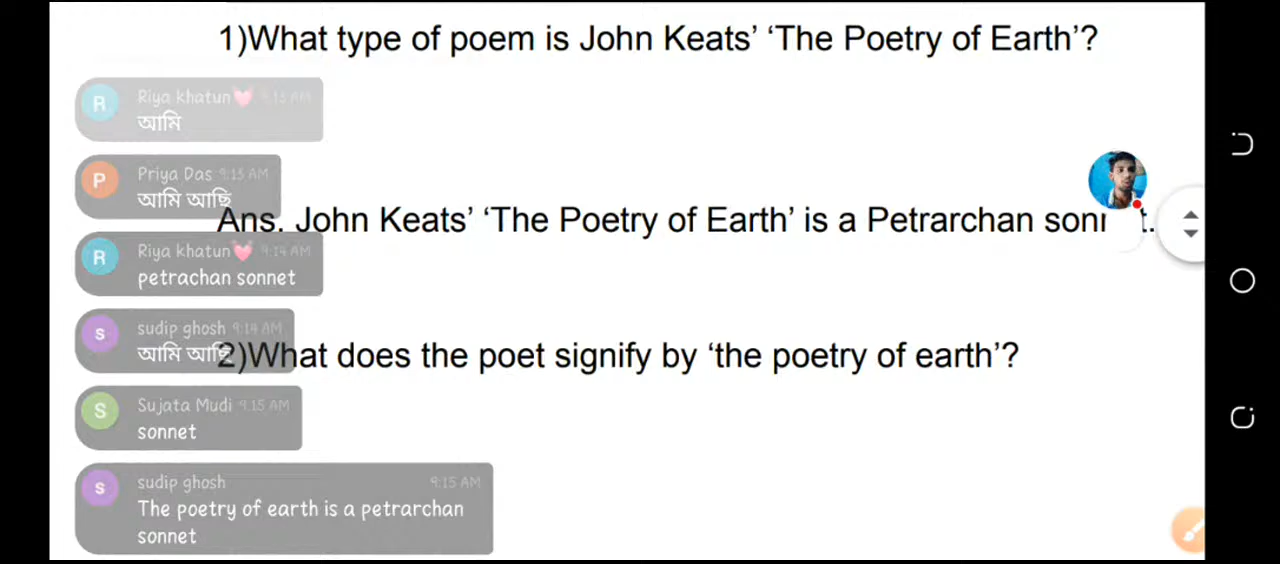 1)What type of poem is John Keats’ ‘The Poetry of Earth’?
R Riya khatun 9:13 AM
আমি
P Priya Das 9:13 AM
আমি আছি
Ans. John Keats’ ‘The Poetry of Earth’ is a Petrarchan
R Riya khatun 9:14 AM
petrachan sonnet
s sudip ghosh 9:14 AM
আমি আছি
2)What does the poet signify by ‘the poetry of earth’?
S Sujata Mudi 9:15 AM
sonnet
s sudip ghosh 9:15 AM
The poetry of earth is a petrarchan
sonnet